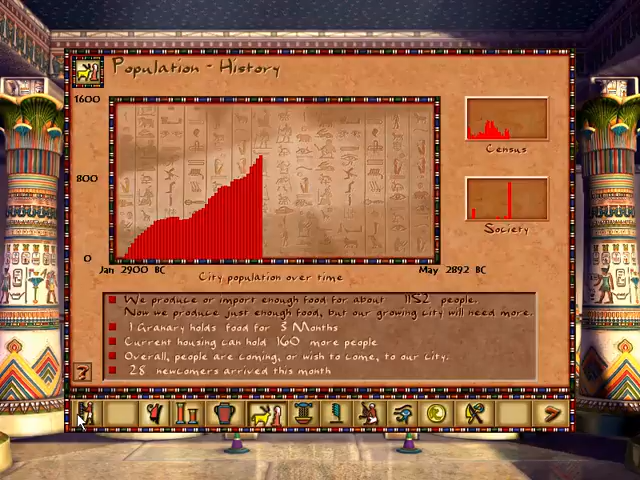 Population - History
1600
800
0
Jan 2900 BC
May 2892 BC
City population over time
Census
Society
We produce or import enough food for about 1152 people.
Now we produce just enough food, but our growing city will need more.
1 Granary holds food for 3 Months
Current housing can hold 160 more people
Overall, people are coming, or wish to come, to our city.
28 newcomers arrived this month
?